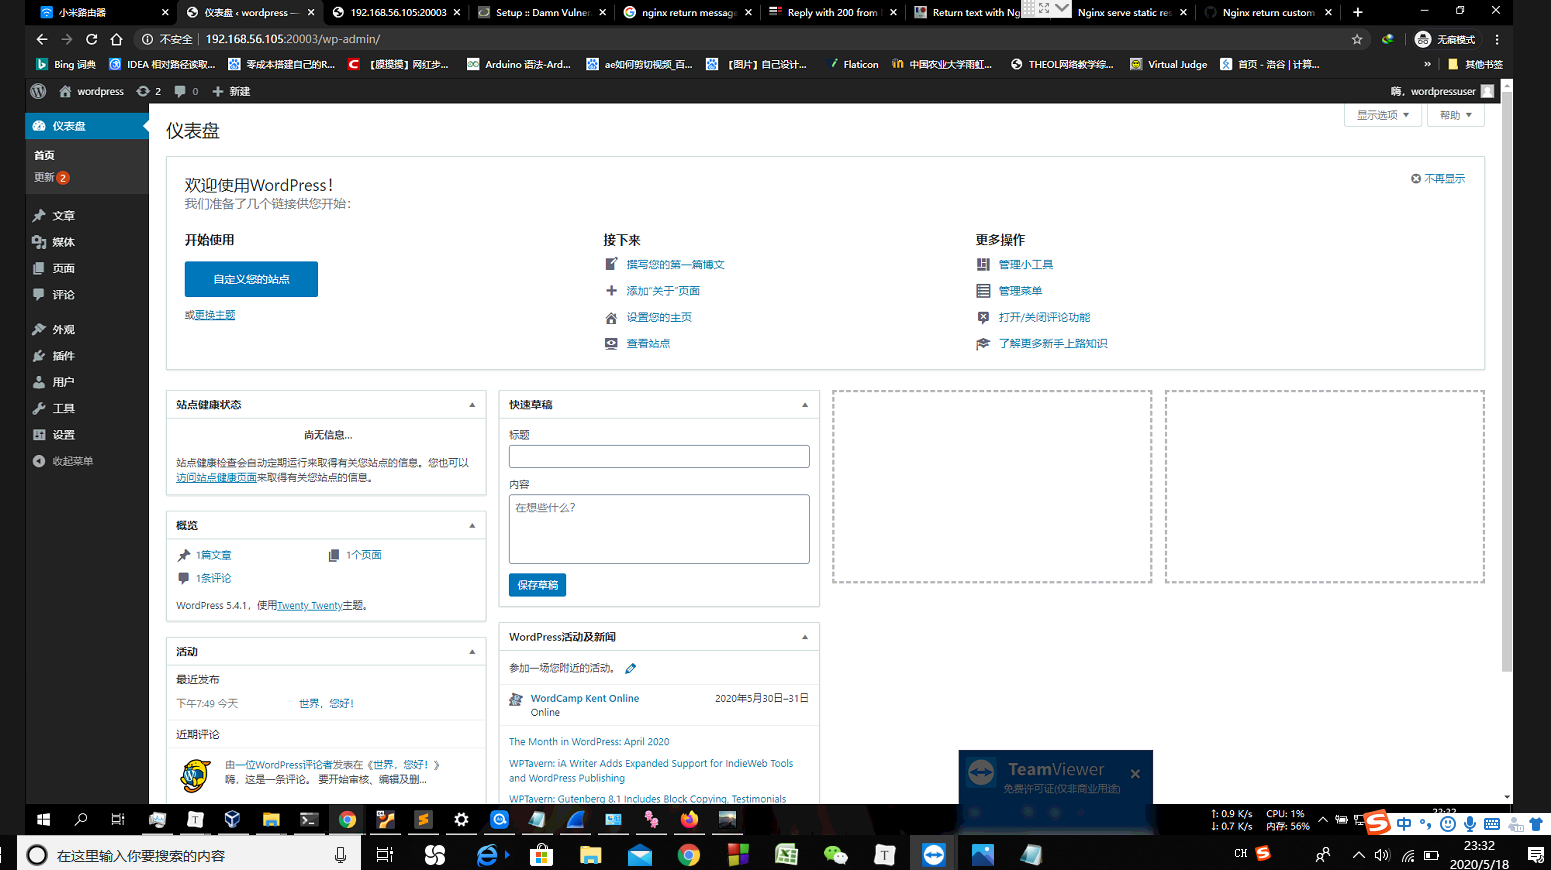 小米路由器
仪表盘 ‹ wordpress —
192.168.56.105:20003
Setup :: Damn Vulner
nginx return message
Reply with 200 from
Return text with Ng
Nginx serve static res
Nginx return custom
不安全
192.168.56.105:20003/wp-admin/
无痕模式
Bing 词典
IDEA 相对路径读取...
零成本搭建自己的R...
【膜摸摸】网红步...
Arduino 语法-Ard...
ae如何剪切视频_百...
【图片】自己设计...
Flaticon
中国农业大学雨虹...
THEOL网络教学综...
Virtual Judge
首页 - 洛谷 | 计算...
»
其他书签
wordpress
2
0
新建
嗨，wordpressuser
仪表盘
首页
更新 2
文章
媒体
页面
评论
外观
插件
用户
工具
设置
收起菜单
仪表盘
显示选项
帮助
欢迎使用WordPress！
我们准备了几个链接供您开始：
不再显示
开始使用
自定义您的站点
或更换主题
接下来
撰写您的第一篇博文
添加“关于”页面
设置您的主页
查看站点
更多操作
管理小工具
管理菜单
打开/关闭评论功能
了解更多新手上路知识
站点健康状态
尚无信息…
站点健康检查会自动定期运行来取得有关您站点的信息。您也可以
访问站点健康页面来取得有关您站点的信息。
概览
1篇文章
1个页面
1条评论
WordPress 5.4.1，使用Twenty Twenty主题。
活动
最近发布
下午7:49 今天
世界，您好！
近期评论
由一位WordPress评论者发表在《世界，您好！》
嗨，这是一条评论。 要开始审核、编辑及删…
快速草稿
标题
内容
在想些什么？
保存草稿
WordPress活动及新闻
参加一场您附近的活动。
WordCamp Kent Online
2020年5月30日–31日
Online
The Month in WordPress: April 2020
WPTavern: iA Writer Adds Expanded Support for IndieWeb Tools
and WordPress Publishing
WPTavern: Gutenberg 8.1 Includes Block Copying, Testimonials
TeamViewer
免费许可证(仅非商业用途)
↑: 0.9 K/s
CPU: 1%
↓: 0.7 K/s
内存: 56%
中
在这里输入你要搜索的内容
CH
23:32
2020/5/18